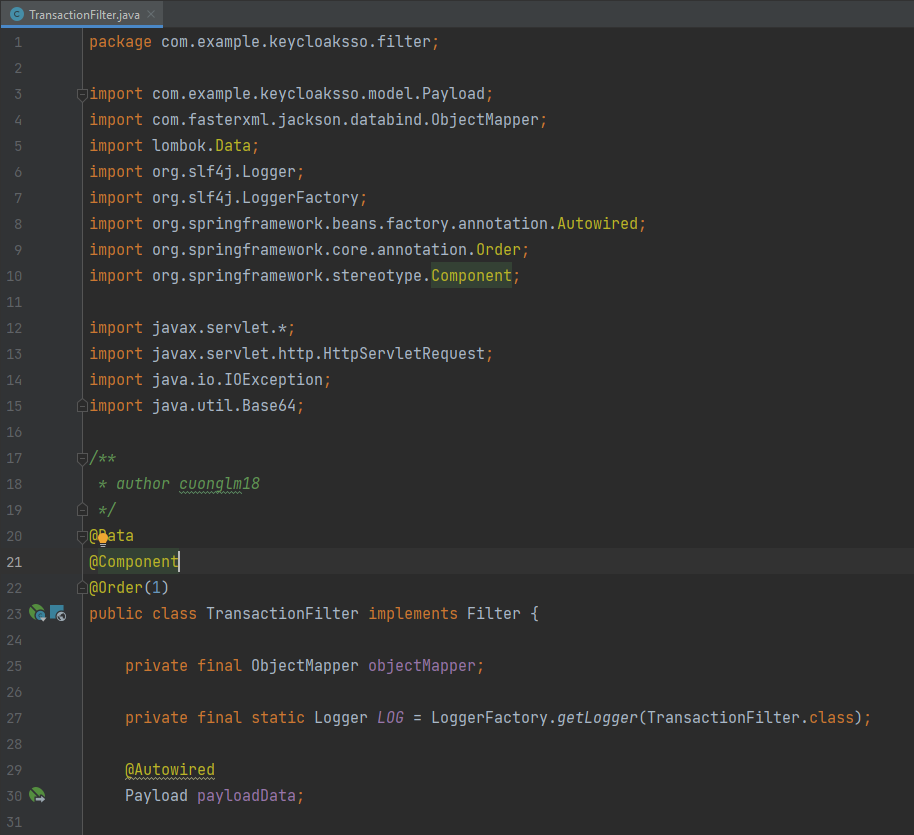 TransactionFilter.java
1 package com.example.keycloaksso.filter;
2
3 import com.example.keycloaksso.model.Payload;
4 import com.fasterxml.jackson.databind.ObjectMapper;
5 import lombok.Data;
6 import org.slf4j.Logger;
7 import org.slf4j.LoggerFactory;
8 import org.springframework.beans.factory.annotation.Autowired;
9 import org.springframework.core.annotation.Order;
10 import org.springframework.stereotype.Component;
11
12 import javax.servlet.*;
13 import javax.servlet.http.HttpServletRequest;
14 import java.io.IOException;
15 import java.util.Base64;
16
17 /**
18 * author cuonglm18
19 */
20 @Data
21 @Component
22 @Order(1)
23 public class TransactionFilter implements Filter {
24
25 private final ObjectMapper objectMapper;
26
27 private final static Logger LOG = LoggerFactory.getLogger(TransactionFilter.class);
28
29 @Autowired
30 Payload payloadData;
31